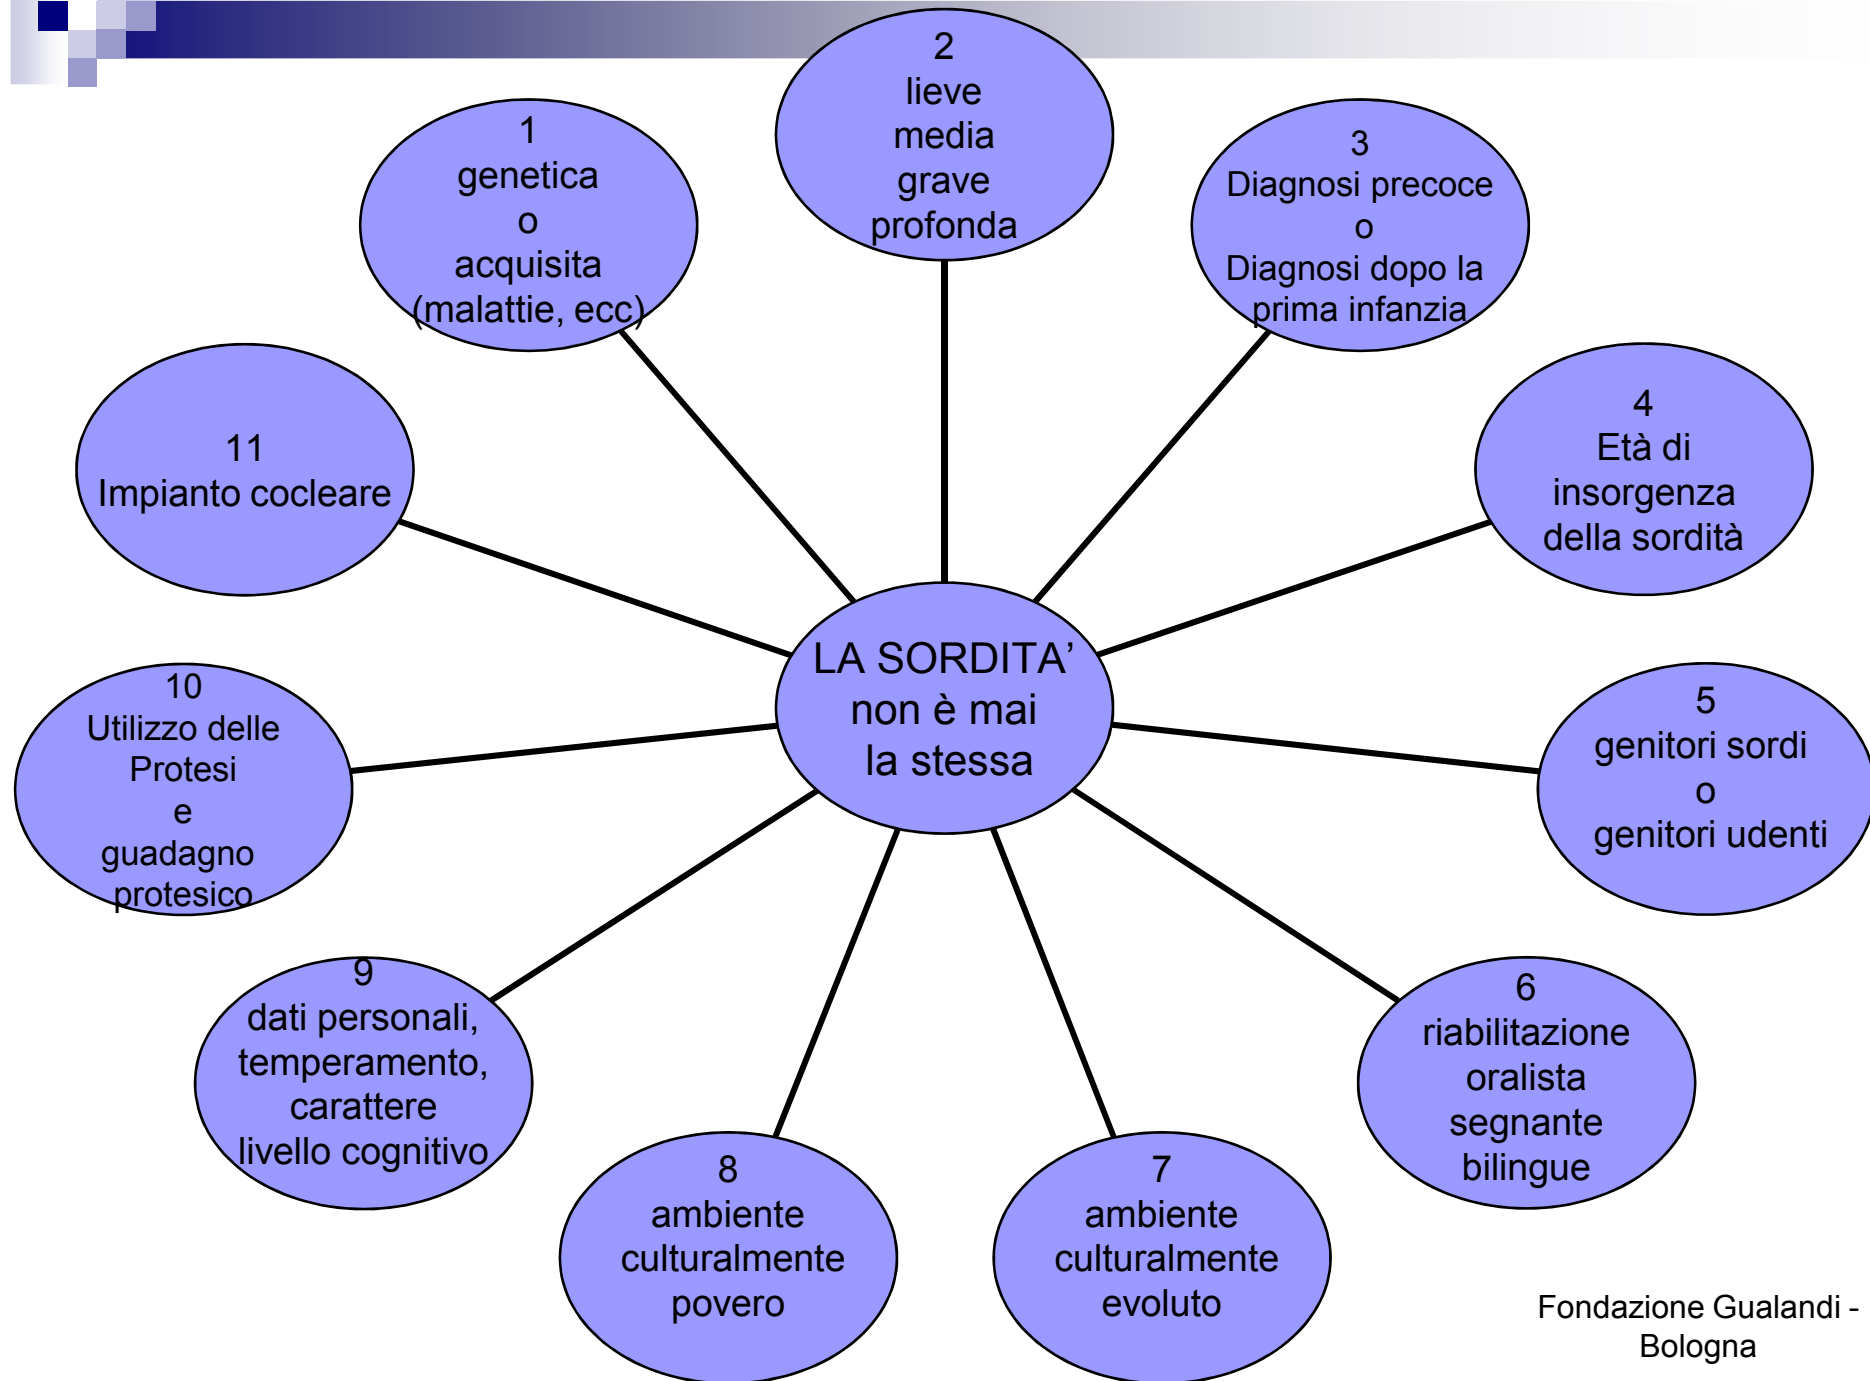 1
genetica
o
acquisita
(malattie, ecc)
2
lieve
media
grave
profonda
3
Diagnosi precoce
o
Diagnosi dopo la
prima infanzia
4
Età di
insorgenza
della sordità
5
genitori sordi
o
genitori udenti
6
riabilitazione
oralista
segnante
bilingue
7
ambiente
culturalmente
evoluto
8
ambiente
culturalmente
povero
9
dati personali,
temperamento,
carattere
livello cognitivo
10
Utilizzo delle
Protesi
e
guadagno
protesico
11
Impianto cocleare
LA SORDITA’
non è mai
la stessa
Fondazione Gualandi -
Bologna